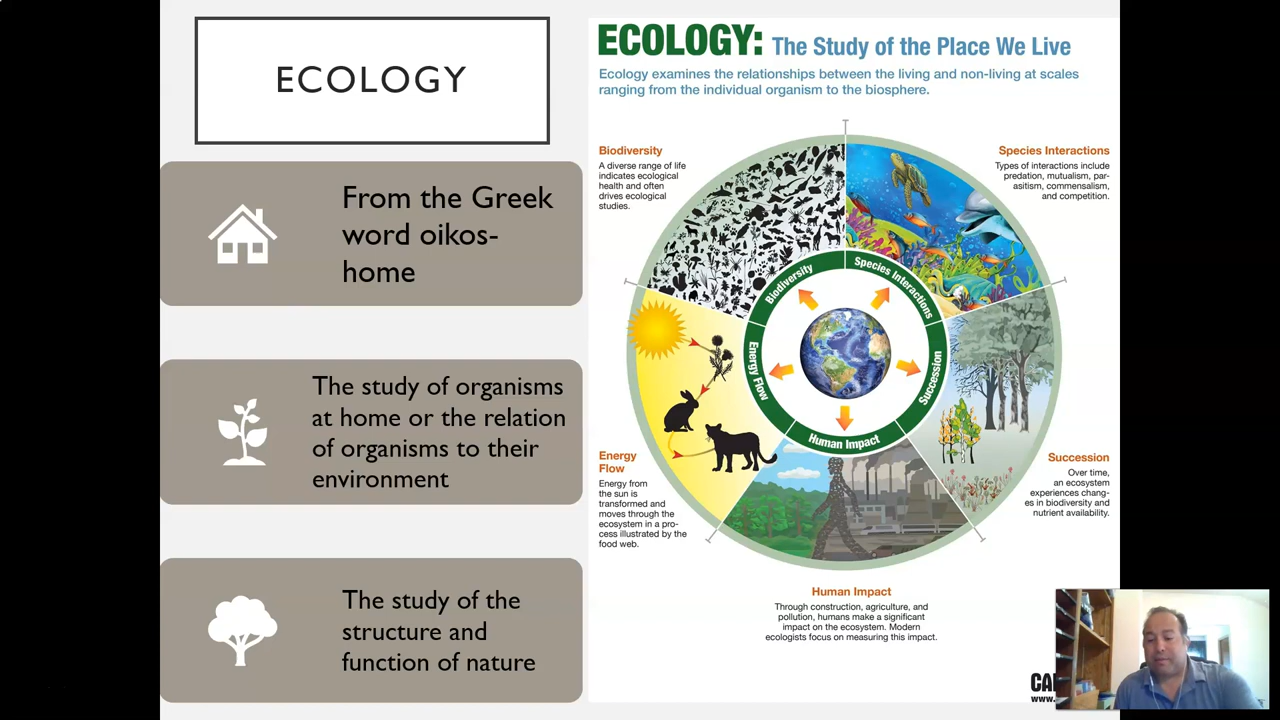 ECOLOGY
From the Greek
word oikos-
home
The study of organisms
at home or the relation
of organisms to their
environment
The study of the
structure and
function of nature
ECOLOGY: The Study of the Place We Live
Ecology examines the relationships between the living and non-living at scales
ranging from the individual organism to the biosphere.
Biodiversity
A diverse range of life
indicates ecological
health and often
drives ecological
studies.
Species Interactions
Types of interactions include
predation, mutualism, par-
asitism, commensalism,
and competition.
Biodiversity
Species Interactions
Energy Flow
Succession
Human Impact
Energy
Flow
Energy from
the sun is
transformed and
moves through the
ecosystem in a pro-
cess illustrated by the
food web.
Succession
Over time,
an ecosystem
experiences chang-
es in biodiversity and
nutrient availability.
Human Impact
Through construction, agriculture, and
pollution, humans make a significant
impact on the ecosystem. Modern
ecologists focus on measuring this impact.
www.